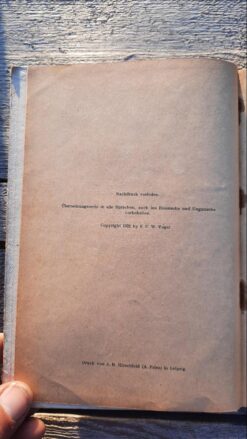 Nachdruck verboten.
Übersetzungsrecht in alle Sprachen, auch ins Russische und Ungarische
vorbehalten.
Copyright 1921 by F. C. W. Vogel
Druck von J. B. Hirschfeld (A. Pries) in Leipzig